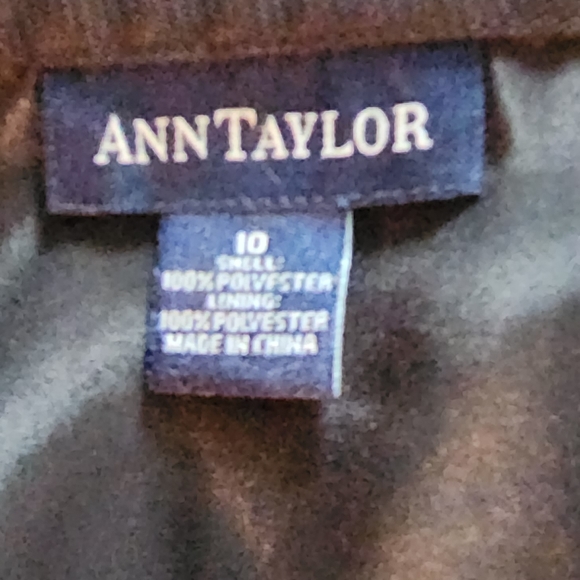 ANNTAYLOR
10
SHELL:
100% POLYESTER
LINING:
100% POLYESTER
MADE IN CHINA